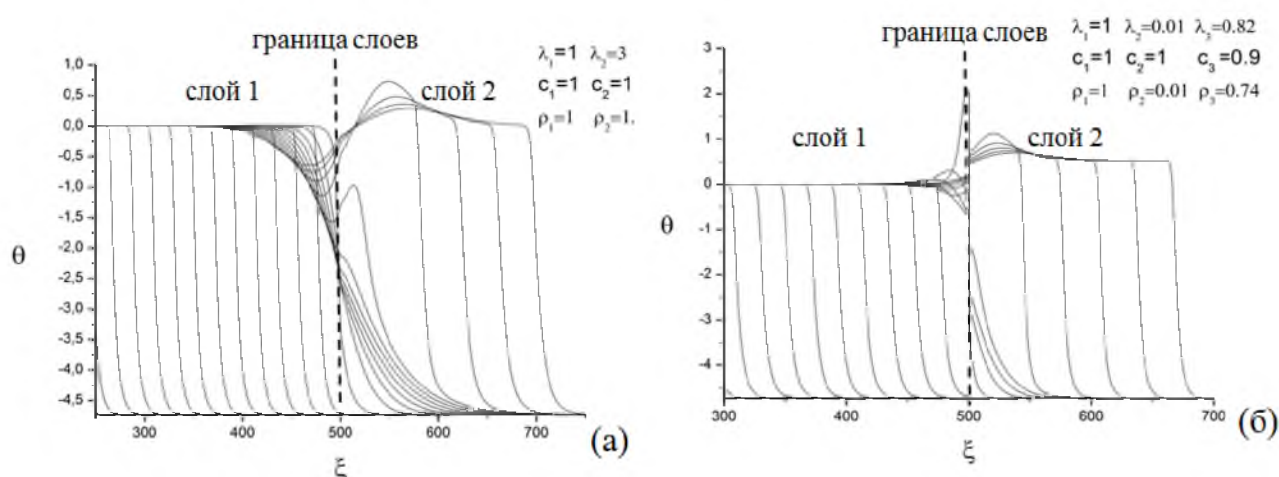 граница слоев
λ₁=1 λ₂=3
c₁=1 c₂=1
ρ₁=1 ρ₂=1.
слой 1
слой 2
1,0
0,5
0,0
-0,5
-1,0
-1,5
-2,0
-2,5
-3,0
-3,5
-4,0
-4,5
θ
300 400 500 600 700
ξ
(а)
граница слоев
λ₁=1 λ₂=0.01 λ₃=0.82
c₁=1 c₂=1 c₃=0.9
ρ₁=1 ρ₂=0.01 ρ₃=0.74
слой 1
слой 2
3
2
1
0
-1
-2
-3
-4
θ
300 400 500 600 700
ξ
(б)